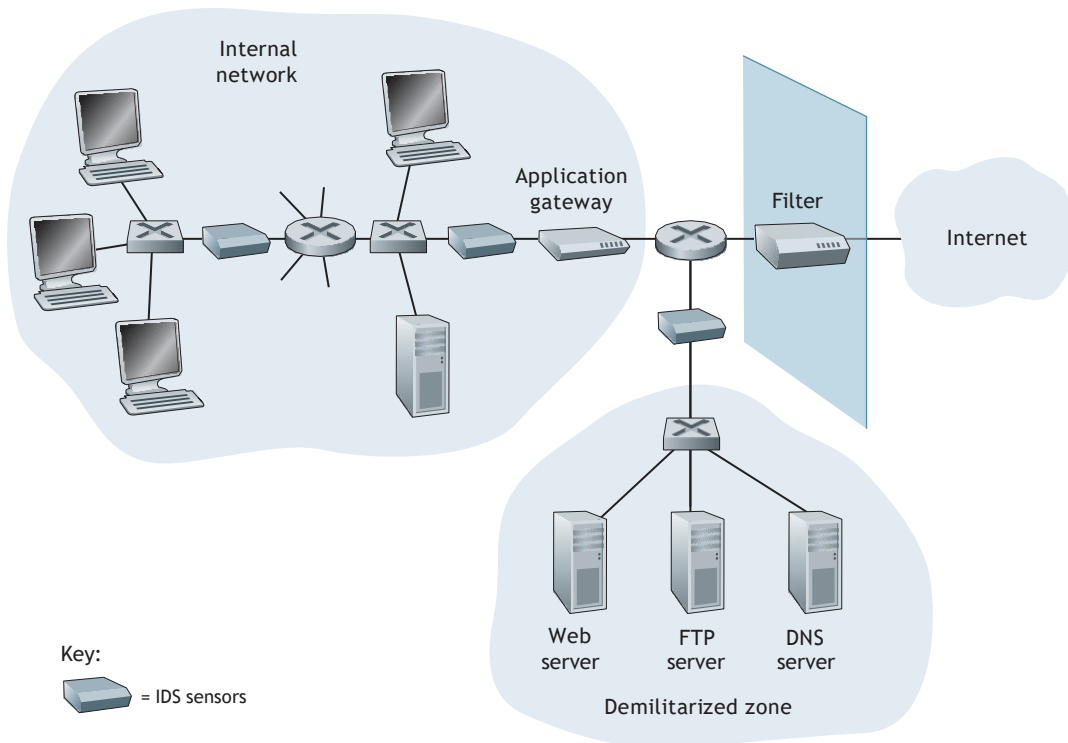 Internal
network
Application
gateway
Filter
Internet
Web
server
FTP
server
DNS
server
Key:
= IDS sensors
Demilitarized zone